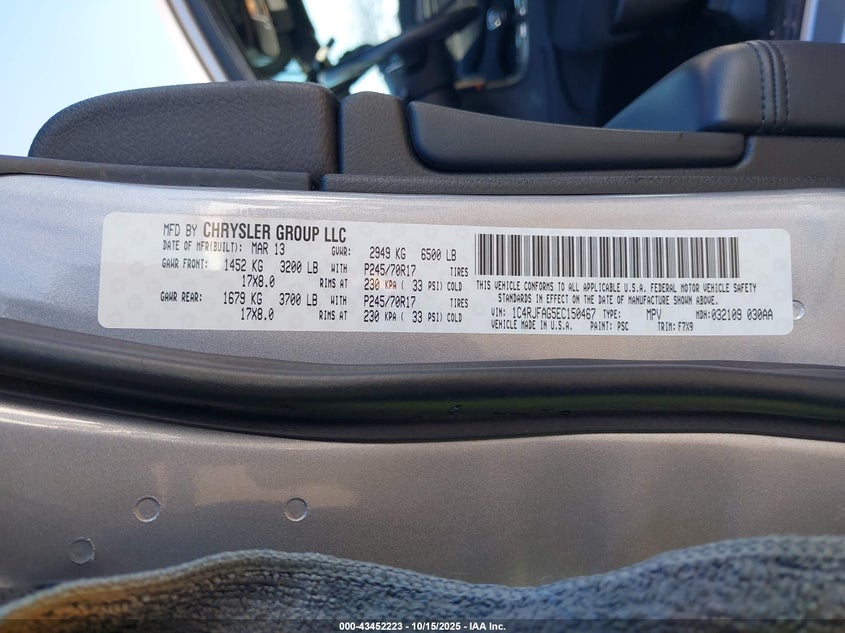 MFD BY CHRYSLER GROUP LLC
DATE OF MFR(BUILT): MAR 13 GVWR: 2949 KG 6500 LB
GAWR FRONT: 1452 KG 3200 LB WITH P245/70R17 TIRES
17X8.0 RIMS AT 230 KPA ( 33 PSI) COLD
GAWR REAR: 1679 KG 3700 LB WITH P245/70R17 TIRES
17X8.0 RIMS AT 230 KPA ( 33 PSI) COLD
THIS VEHICLE CONFORMS TO ALL APPLICABLE U.S.A. FEDERAL MOTOR VEHICLE SAFETY
STANDARDS IN EFFECT ON THE DATE OF MANUFACTURE SHOWN ABOVE.
VIN: 1C4RJFAG5EC150467 TYPE: MPV MDH:032109 030AA
VEHICLE MADE IN U.S.A. PAINT: PSC TRIM: F7X9
000-43452223 | 10/15/2025 | IAA Inc.